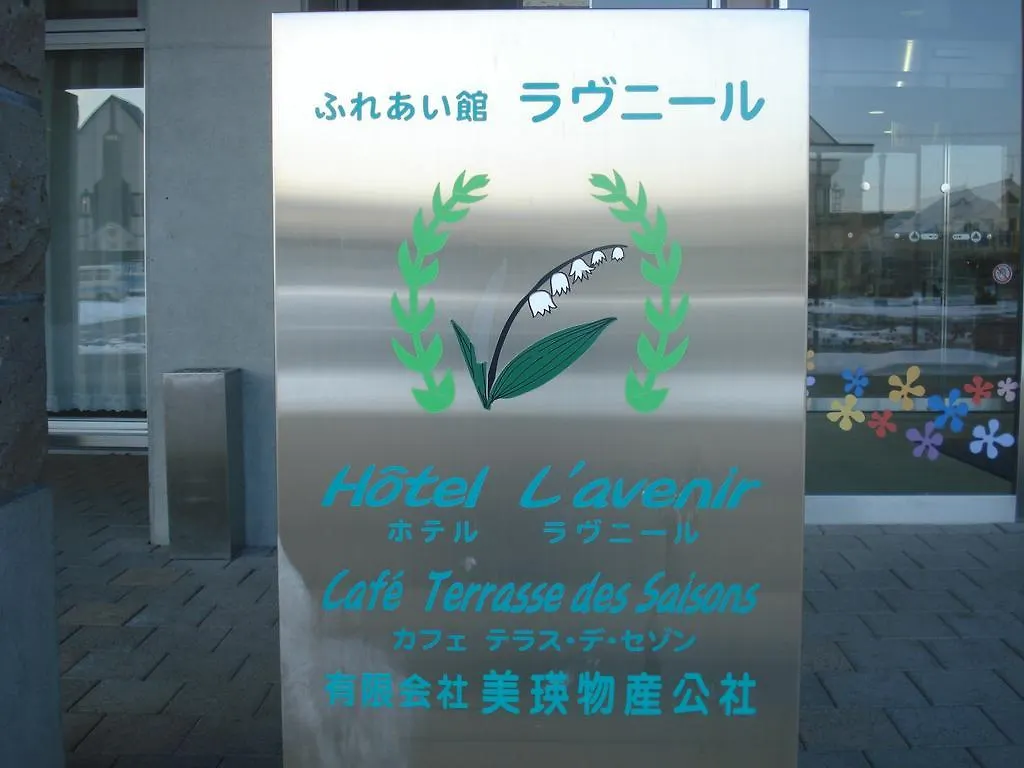 ふれあい館 ラヴニール
Hôtel L'avenir
ホテル ラヴニール
Café Terrasse des Saisons
カフェ テラス・デ・セゾン
有限会社 美瑛物産公社